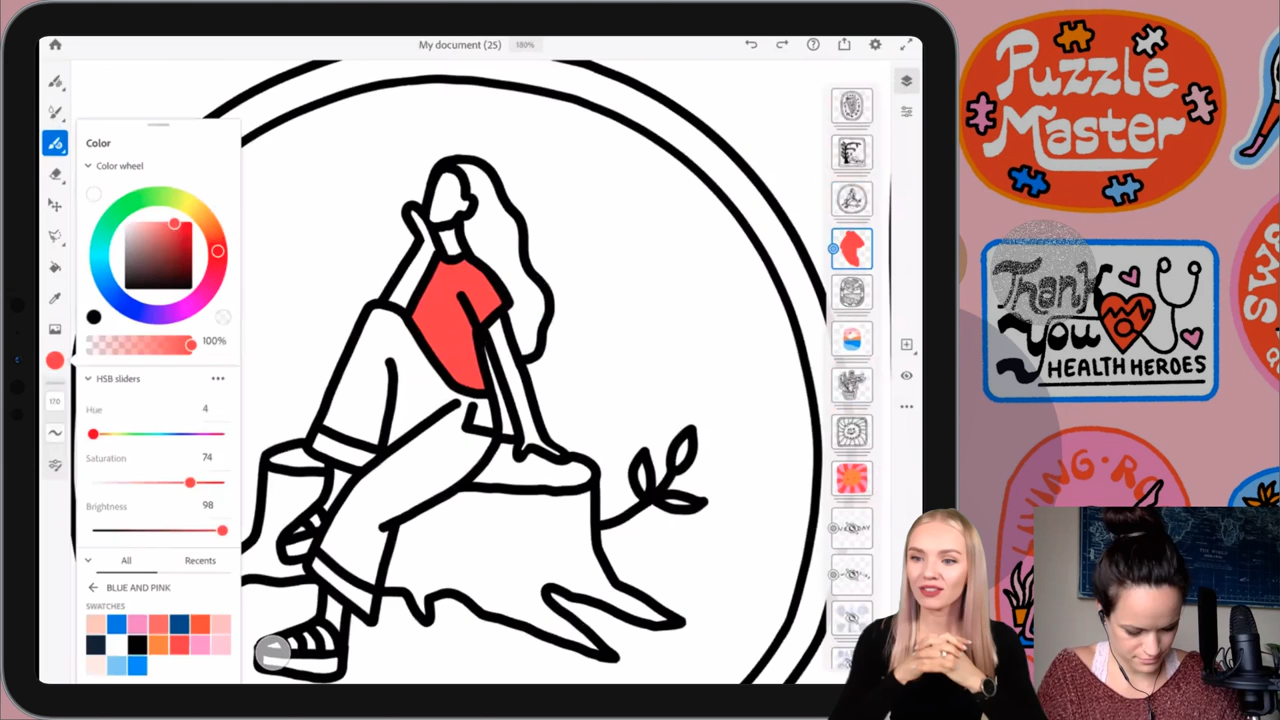 My document (25)
180%
Color
Color wheel
100%
HSB sliders
Hue
4
Saturation
74
Brightness
98
170
All
Recents
BLUE AND PINK
SWATCHES
Puzzle
Master
Thank
You
HEALTH HEROES